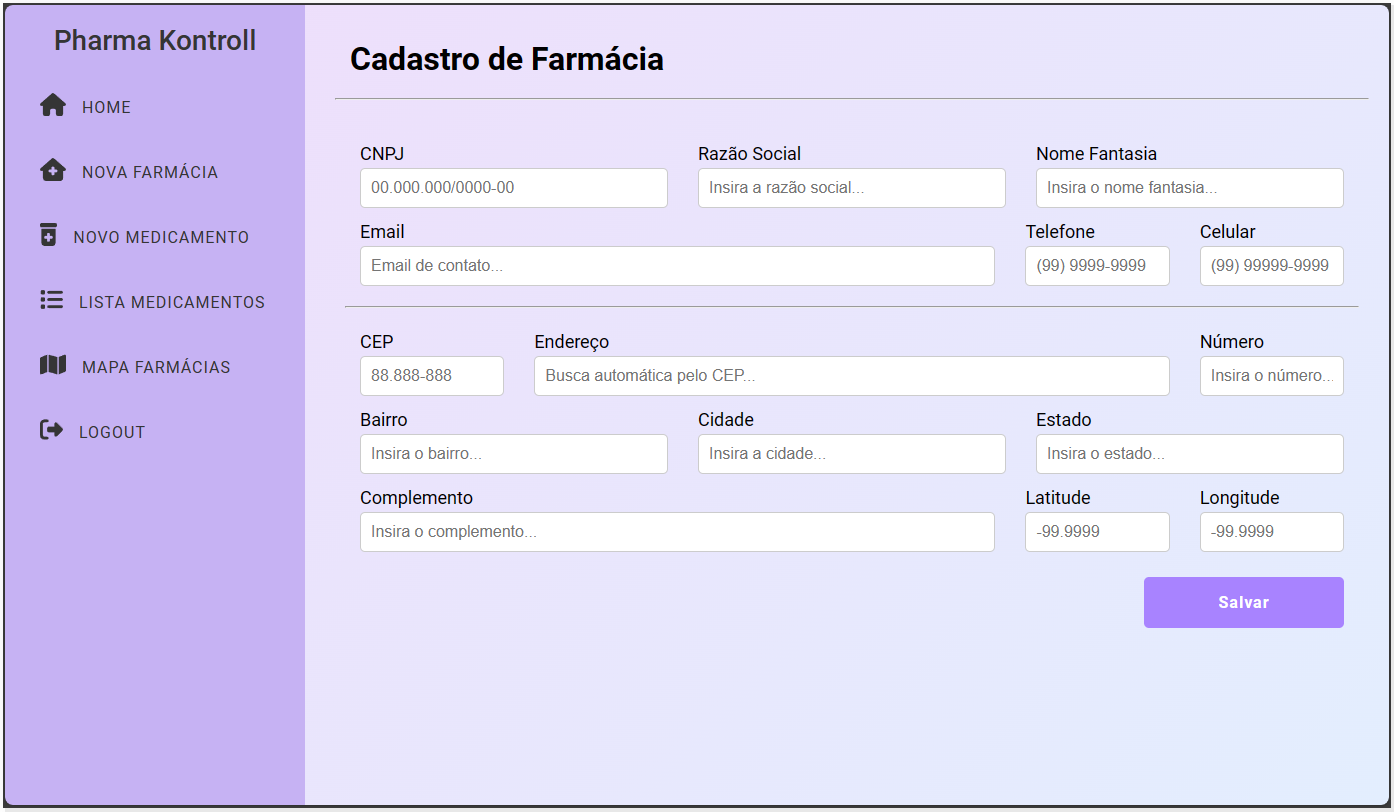 Pharma Kontroll
HOME
NOVA FARMÁCIA
NOVO MEDICAMENTO
LISTA MEDICAMENTOS
MAPA FARMÁCIAS
LOGOUT
Cadastro de Farmácia
CNPJ Razão Social Nome Fantasia
00.000.000/0000-00 Insira a razão social... Insira o nome fantasia...
Email Telefone Celular
Email de contato... (99) 9999-9999 (99) 99999-9999
CEP Endereço Número
88.888-888 Busca automática pelo CEP... Insira o número...
Bairro Cidade Estado
Insira o bairro... Insira a cidade... Insira o estado...
Complemento Latitude Longitude
Insira o complemento... -99.9999 -99.9999
Salvar